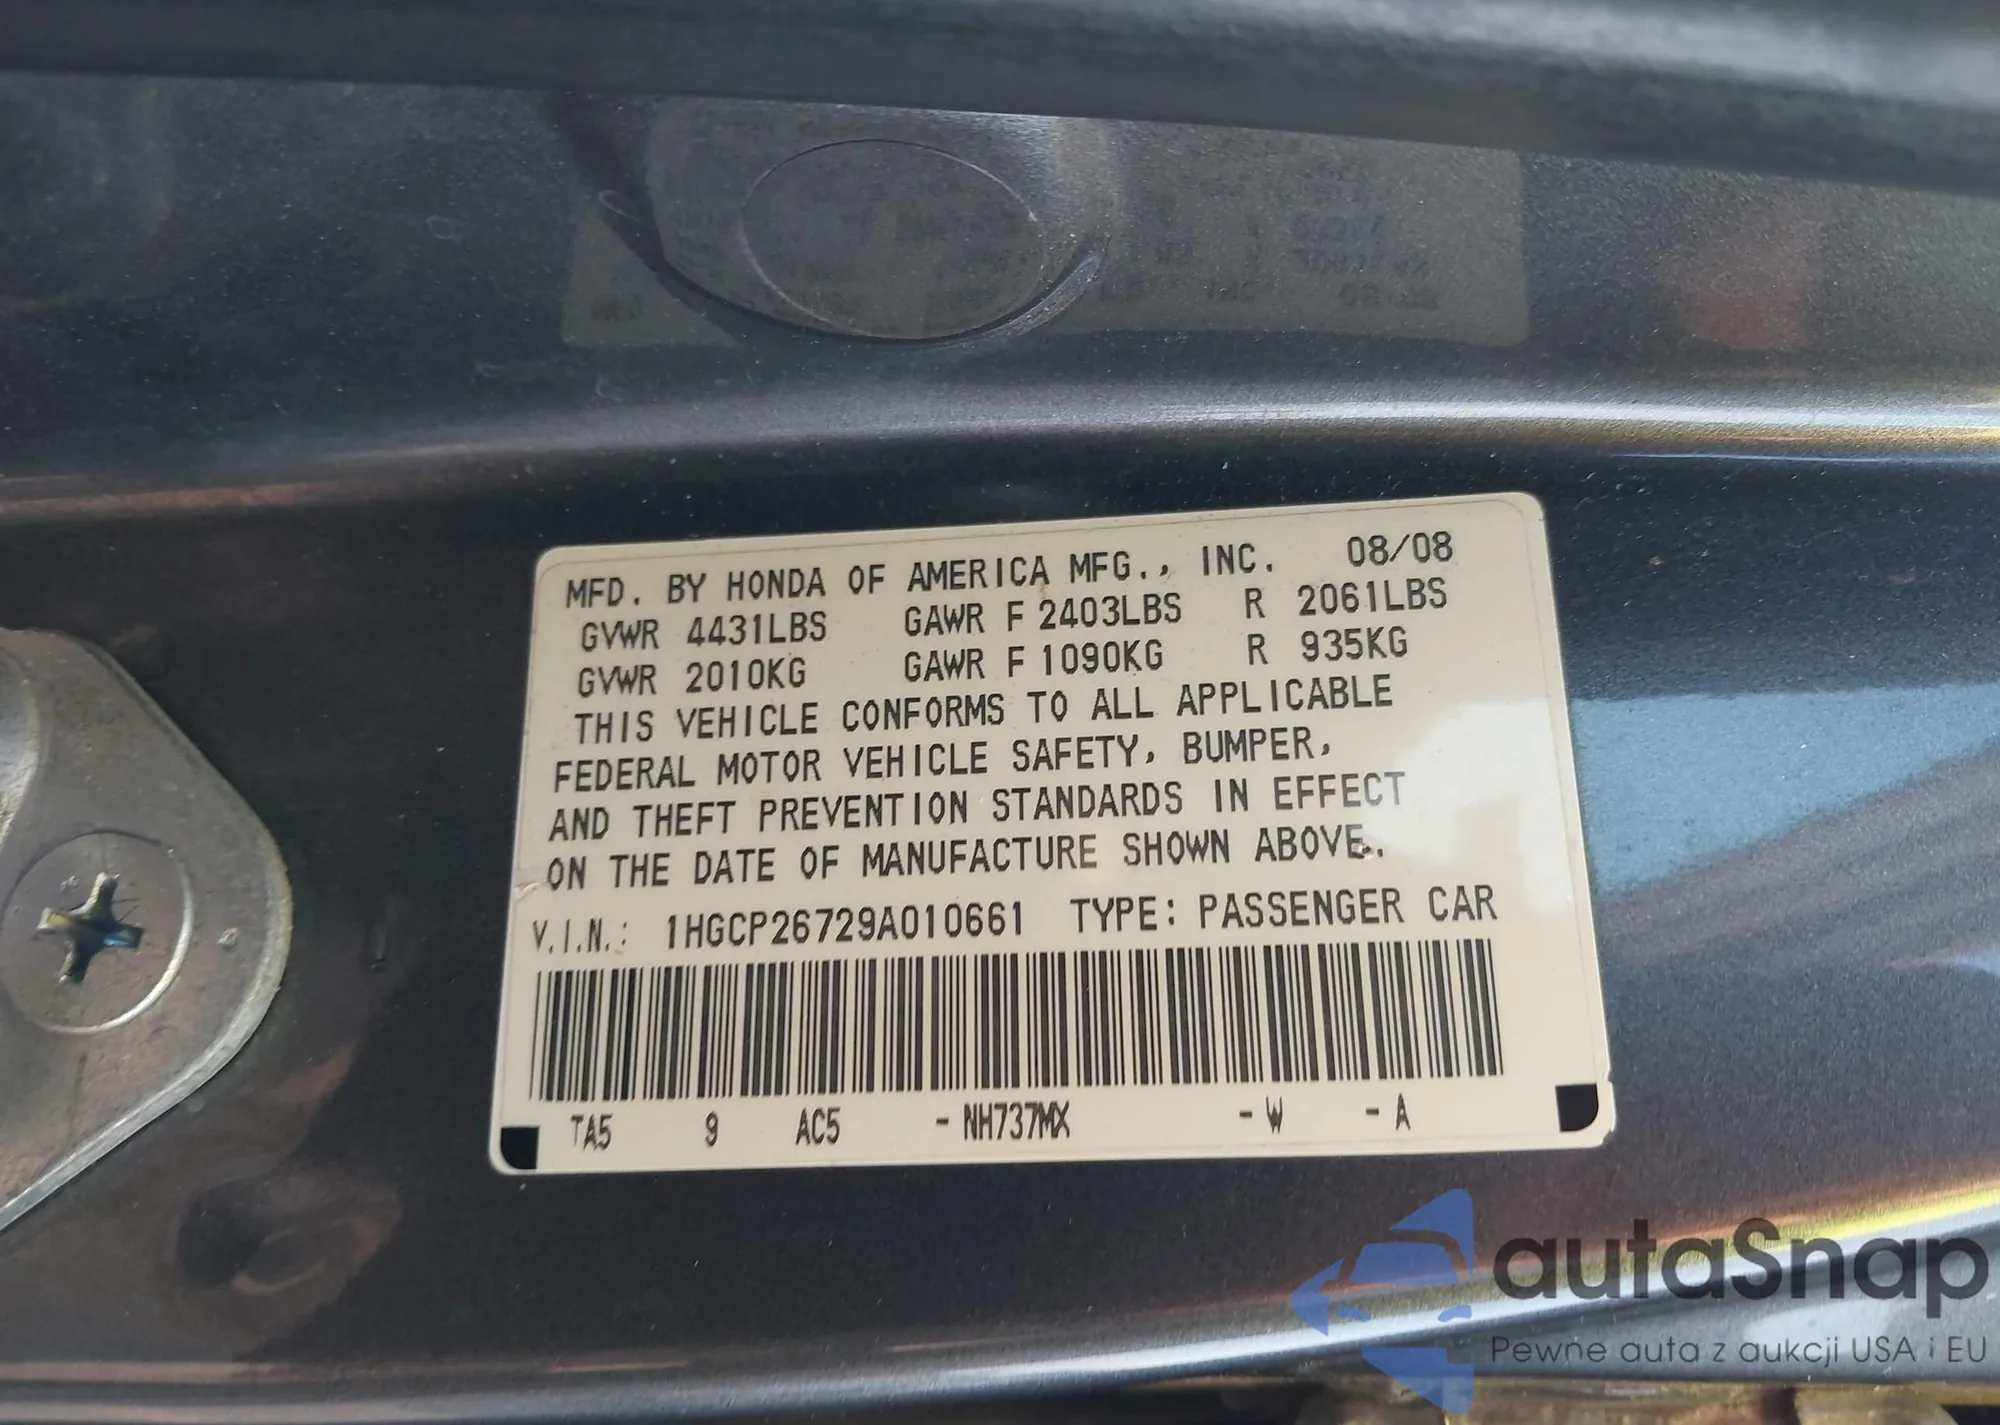 MFD. BY HONDA OF AMERICA MFG., INC. 08/08
GVWR 4431LBS GAWR F 2403LBS R 2061LBS
GVWR 2010KG GAWR F 1090KG R 935KG
THIS VEHICLE CONFORMS TO ALL APPLICABLE
FEDERAL MOTOR VEHICLE SAFETY, BUMPER,
AND THEFT PREVENTION STANDARDS IN EFFECT
ON THE DATE OF MANUFACTURE SHOWN ABOVE.
V.I.N.: 1HGCP26729A010661 TYPE: PASSENGER CAR
TA5 9 AC5 - NH737MX - W - A
autaSnap
Pewne auta z aukcji USA i EU